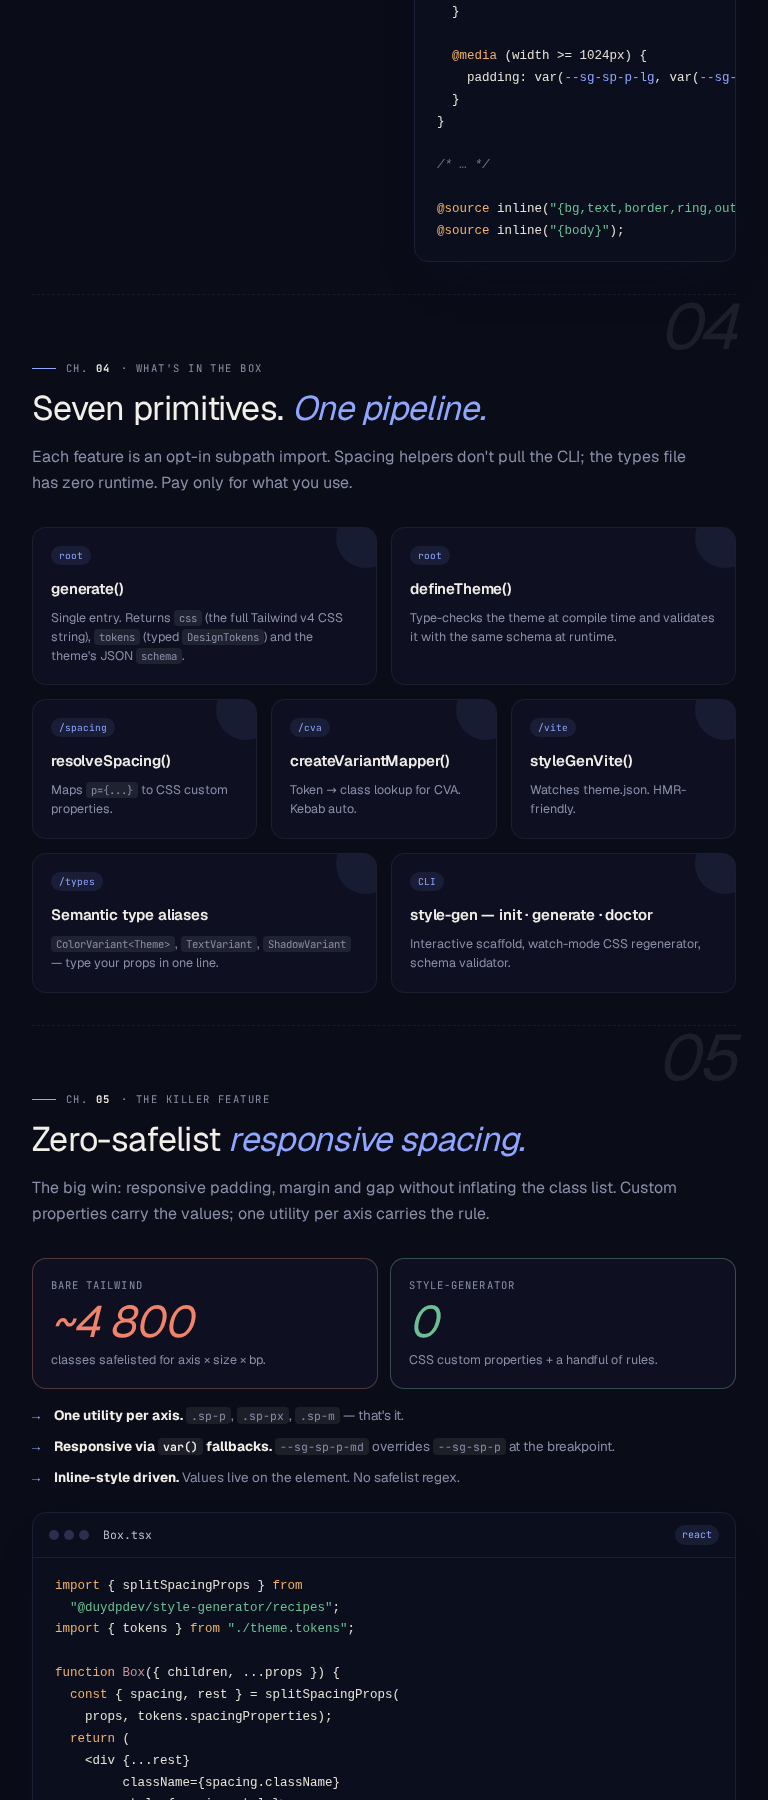 }
@media (width >= 1024px) {
padding: var(--sg-sp-p-lg, var(--sg-
}
}
/* … */
@source inline("{bg,text,border,ring,out
@source inline("{body}");
04
CH. 04 · WHAT'S IN THE BOX
Seven primitives. One pipeline.
Each feature is an opt-in subpath import. Spacing helpers don't pull the CLI; the types file
has zero runtime. Pay only for what you use.
root
generate()
Single entry. Returns css (the full Tailwind v4 CSS
string), tokens (typed DesignTokens) and the
theme's JSON schema.
root
defineTheme()
Type-checks the theme at compile time and validates
it with the same schema at runtime.
/spacing
resolveSpacing()
Maps p={...} to CSS custom
properties.
/cva
createVariantMapper()
Token → class lookup for CVA.
Kebab auto.
/vite
styleGenVite()
Watches theme.json. HMR-
friendly.
/types
Semantic type aliases
ColorVariant<Theme>, TextVariant, ShadowVariant
— type your props in one line.
CLI
style-gen — init · generate · doctor
Interactive scaffold, watch-mode CSS regenerator,
schema validator.
05
CH. 05 · THE KILLER FEATURE
Zero-safelist responsive spacing.
The big win: responsive padding, margin and gap without inflating the class list. Custom
properties carry the values; one utility per axis carries the rule.
BARE TAILWIND
~4 800
classes safelisted for axis × size × bp.
STYLE-GENERATOR
0
CSS custom properties + a handful of rules.
→ One utility per axis. .sp-p, .sp-px, .sp-m — that's it.
→ Responsive via var() fallbacks. --sg-sp-p-md overrides --sg-sp-p at the breakpoint.
→ Inline-style driven. Values live on the element. No safelist regex.
Box.tsx
react
import { splitSpacingProps } from
"@duydpdev/style-generator/recipes";
import { tokens } from "./theme.tokens";
function Box({ children, ...props }) {
const { spacing, rest } = splitSpacingProps(
props, tokens.spacingProperties);
return (
<div {...rest}
className={spacing.className}